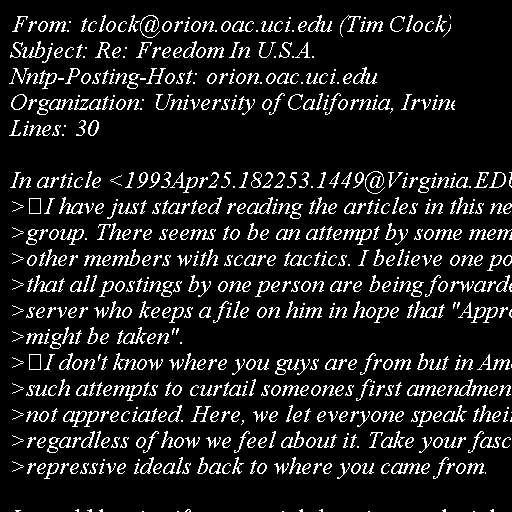 From: tclock@orion.oac.uci.edu (Tim Clock)
Subject: Re: Freedom In U.S.A.
Nntp-Posting-Host: orion.oac.uci.edu
Organization: University of California, Irvine
Lines: 30

In article <1993Apr25.182253.1449@Virginia.EDU
>I have just started reading the articles in this ne
>group. There seems to be an attempt by some mem
>other members with scare tactics. I believe one po
>that all postings by one person are being forwarde
>server who keeps a file on him in hope that "Appro
>might be taken".
>I don't know where you guys are from but in Ame
>such attempts to curtail someones first amendmen
>not appreciated. Here, we let everyone speak their
>regardless of how we feel about it. Take your fasc
>repressive ideals back to where you came from.